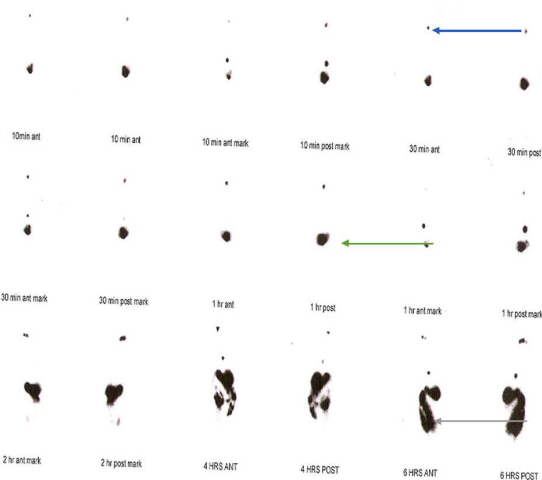 10min ant
10 min ant
10 min ant mark
10 min post mark
30 min ant
30 min post
30 min ant mark
30 min post mark
1 hr ant
1 hr post
1 hr ant mark
1 hr post mark
2 hr ant mark
2 hr post mark
4 HRS ANT
4 HRS POST
6 HRS ANT
6 HRS POST